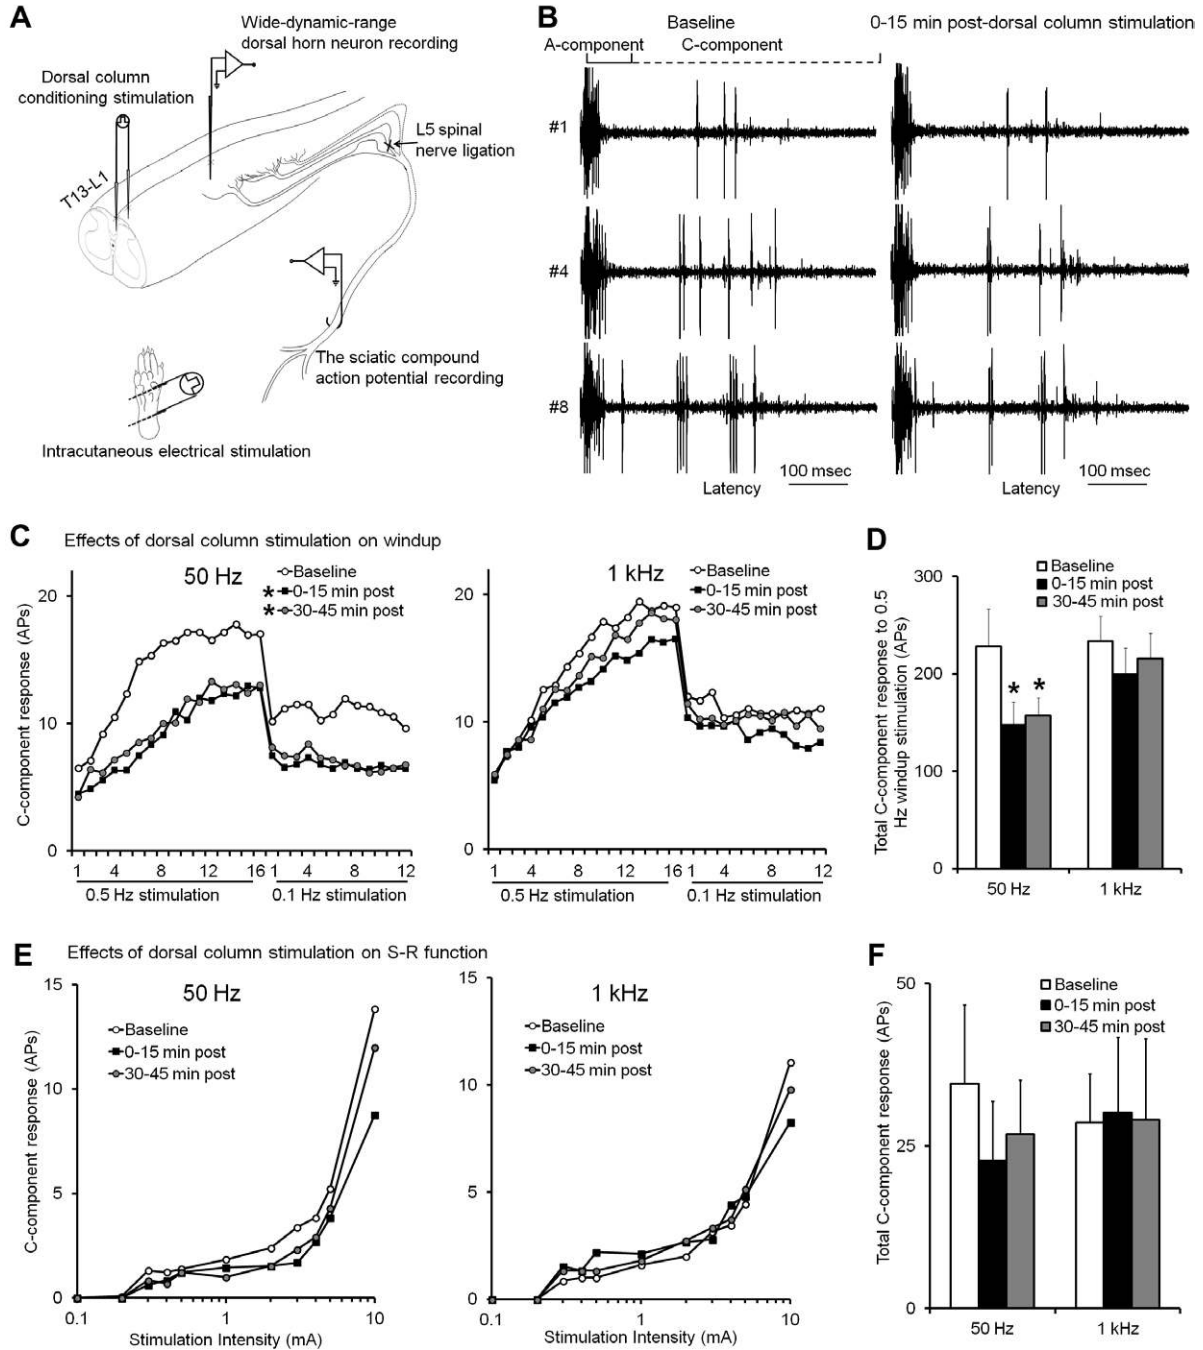 A
Wide-dynamic-range
dorsal horn neuron recording
Dorsal column
conditioning stimulation
L5 spinal
nerve ligation
T13-L1
The sciatic compound
action potential recording
Intracutaneous electrical stimulation
B
Baseline
0-15 min post-dorsal column stimulation
A-component
C-component
#1
#4
#8
100 msec
100 msec
Latency
Latency
C
Effects of dorsal column stimulation on windup
50 Hz
Baseline
* 0-15 min post
* 30-45 min post
C-component response (APs)
20
10
0
1 4 8 12 16 1 4 8 12
0.5 Hz stimulation
0.1 Hz stimulation
1 kHz
Baseline
0-15 min post
30-45 min post
20
10
0
1 4 8 12 16 1 4 8 12
0.5 Hz stimulation
0.1 Hz stimulation
D
Baseline
0-15 min post
30-45 min post
Total C-component response to 0.5
Hz windup stimulation (APs)
300
200
100
0
* *
50 Hz
1 kHz
E
Effects of dorsal column stimulation on S-R function
50 Hz
Baseline
0-15 min post
30-45 min post
C-component response (APs)
15
10
5
0
0.1 1 10
Stimulation Intensity (mA)
1 kHz
Baseline
0-15 min post
30-45 min post
15
10
5
0
0.1 1 10
Stimulation Intensity (mA)
F
Baseline
0-15 min post
30-45 min post
Total C-component response (APs)
50
25
0
50 Hz
1 kHz